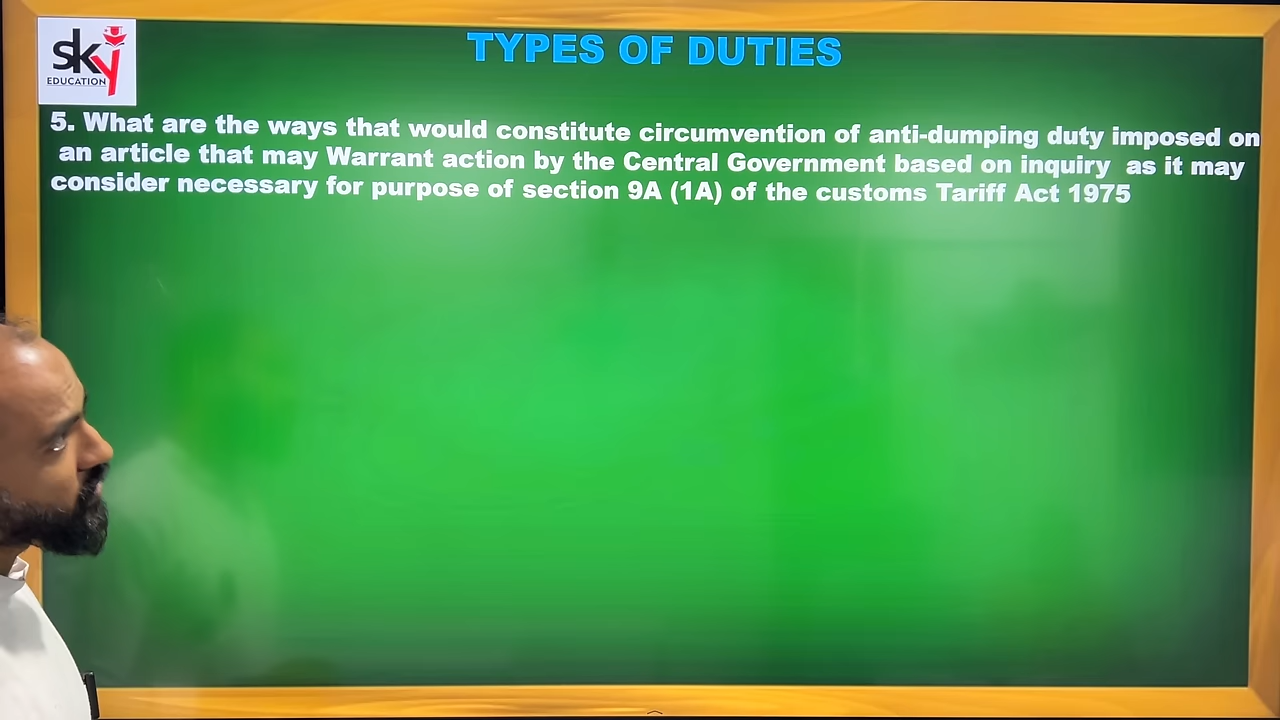 sky
EDUCATION
TYPES OF DUTIES
5. What are the ways that would constitute circumvention of anti-dumping duty imposed on
an article that may Warrant action by the Central Government based on inquiry as it may
consider necessary for purpose of section 9A (1A) of the customs Tariff Act 1975